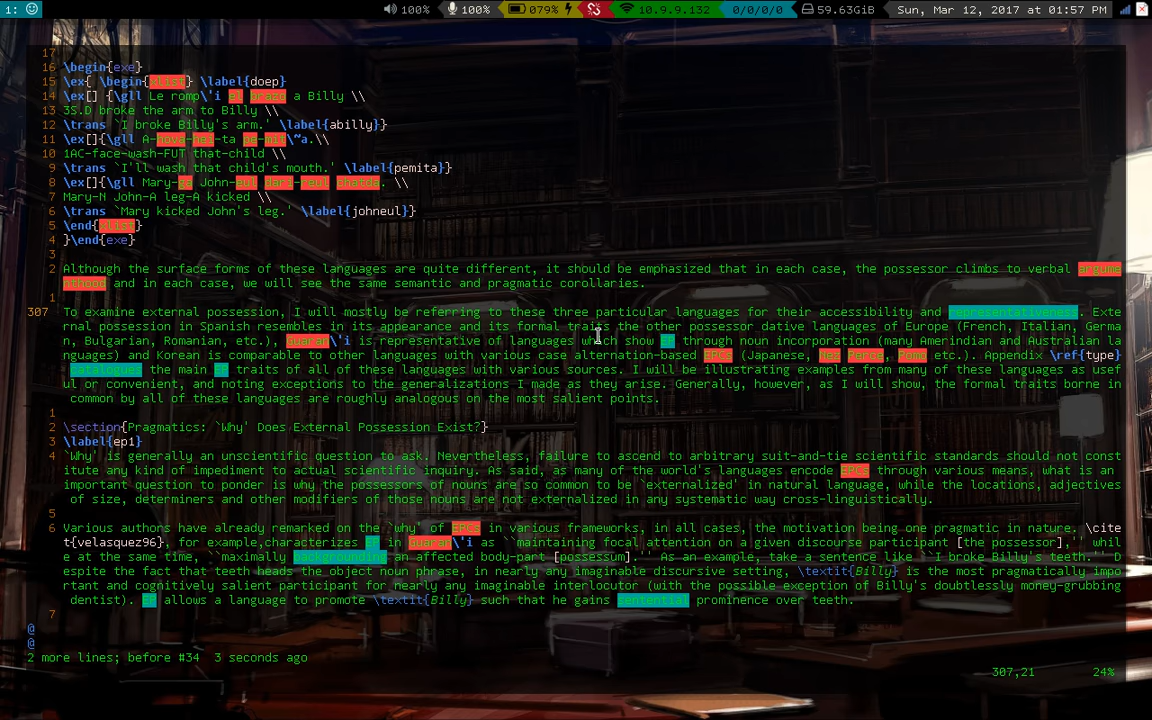 1: 100% 100% 079% 10.9.9.132 0/0/0/0 59.63GiB Sun, Mar 12, 2017 at 01:57 PM
17
16 \begin{exe}
15 \ex{ \begin{xlist} \label{doep}
14 \ex[] {\gll Le romp\'i el brazo a Billy \\
13 3S.D broke the arm to Billy \\
12 \trans `I broke Billy's arm.' \label{abilly}}
11 \ex[]{\gll A-hova-hei-ta pe-mit\~a.\\
10 1AC-face-wash-FUT that-child \\
9 \trans `I'll wash that child's mouth.' \label{pemita}}
8 \ex[]{\gll Mary-ga John-eul dari-reul chatda. \\
7 Mary-N John-A leg-A kicked \\
6 \trans `Mary kicked John's leg.' \label{johneul}}
5 \end{xlist}
4 }\end{exe}
3
2 Although the surface forms of these languages are quite different, it should be emphasized that in each case, the possessor climbs to verbal argume
nthood and in each case, we will see the same semantic and pragmatic corollaries.
1
307 To examine external possession, I will mostly be referring to these three particular languages for their accessibility and representativeness. Exte
rnal possession in Spanish resembles in its appearance and its formal traits the other possessor dative languages of Europe (French, Italian, Germa
n, Bulgarian, Romanian, etc.), Guaran\'i is representative of languages which show EP through noun incorporation (many Amerindian and Australian la
nguages) and Korean is comparable to other languages with various case alternation-based EPCs (Japanese, Nez Perce, Pomo etc.). Appendix \ref{type}
catalogues the main EP traits of all of these languages with various sources. I will be illustrating examples from many of these languages as usef
ul or convenient, and noting exceptions to the generalizations I made as they arise. Generally, however, as I will show, the formal traits borne in
common by all of these languages are roughly analogous on the most salient points.
1
2 \section{Pragmatics: `Why' Does External Possession Exist?}
3 \label{ep1}
4 `Why' is generally an unscientific question to ask. Nevertheless, failure to ascend to arbitrary suit-and-tie scientific standards should not const
itute any kind of impediment to actual scientific inquiry. As said, as many of the world's languages encode EPCs through various means, what is an
important question to ponder is why the possessors of nouns are so common to be `externalized' in natural language, while the locations, adjectives
of size, determiners and other modifiers of those nouns are not externalized in any systematic way cross-linguistically.
5
6 Various authors have already remarked on the `why' of EPCs in various frameworks, in all cases, the motivation being one pragmatic in nature. \cite
t{velasquez96}, for example,characterizes EP in Guaran\'i as ``maintaining focal attention on a given discourse participant [the possessor],'' whil
e at the same time, ``maximally backgrounding an affected body-part [possessum].'' As an example, take a sentence like ``I broke Billy's teeth.'' D
espite the fact that teeth heads the object noun phrase, in nearly any imaginable discursive setting, \textit{Billy} is the most pragmatically impo
rtant and cognitively salient participant for nearly any imaginable interlocutor (with the possible exception of Billy's doubtlessly money-grubbing
dentist). EP allows a language to promote \textit{Billy} such that he gains sentential prominence over teeth.
7
@
@
2 more lines; before #34 3 seconds ago
307,21 24%